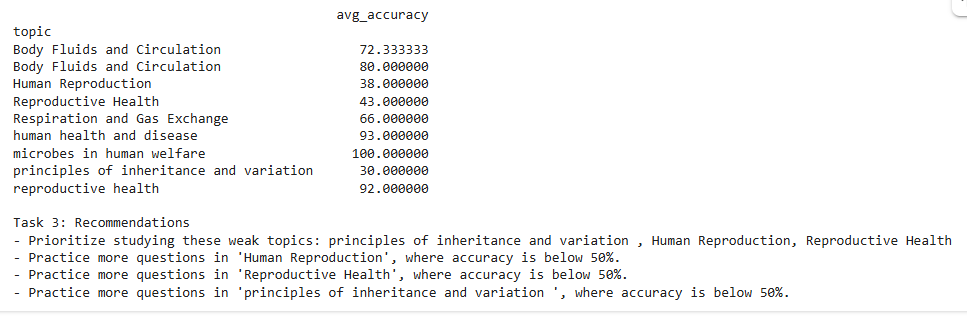 avg_accuracy
topic
Body Fluids and Circulation 72.333333
Body Fluids and Circulation 80.000000
Human Reproduction 38.000000
Reproductive Health 43.000000
Respiration and Gas Exchange 66.000000
human health and disease 93.000000
microbes in human welfare 100.000000
principles of inheritance and variation 30.000000
reproductive health 92.000000
Task 3: Recommendations
- Prioritize studying these weak topics: principles of inheritance and variation , Human Reproduction, Reproductive Health
- Practice more questions in 'Human Reproduction', where accuracy is below 50%.
- Practice more questions in 'Reproductive Health', where accuracy is below 50%.
- Practice more questions in 'principles of inheritance and variation ', where accuracy is below 50%.